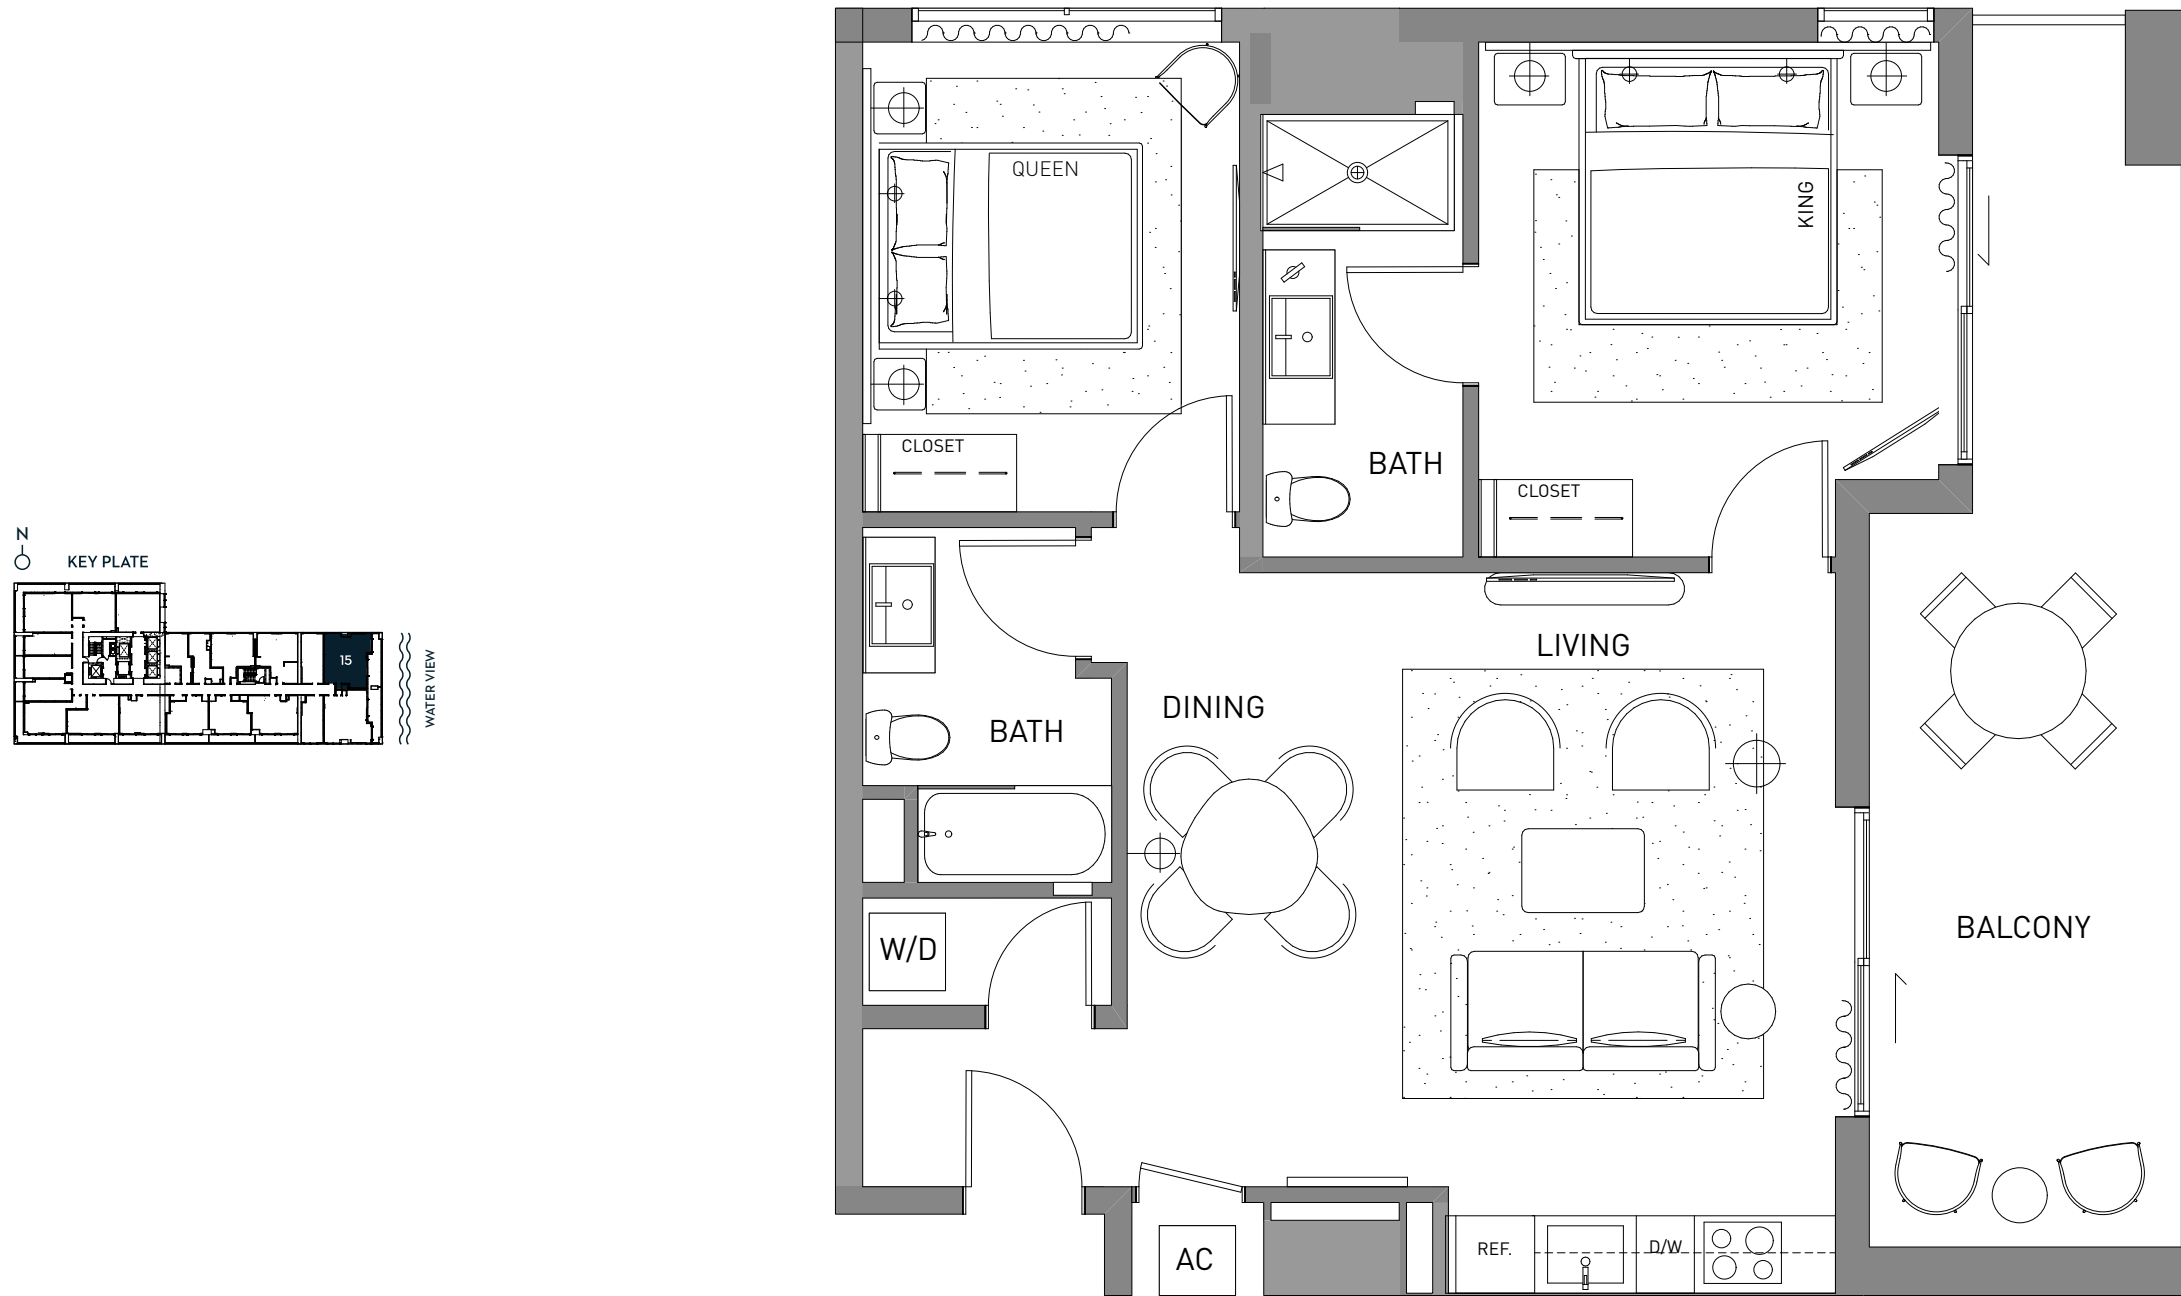 QUEEN
KING
CLOSET
BATH
CLOSET
N
KEY PLATE
15
WATER VIEW
LIVING
DINING
BATH
BALCONY
W/D
AC
REF.
D/W